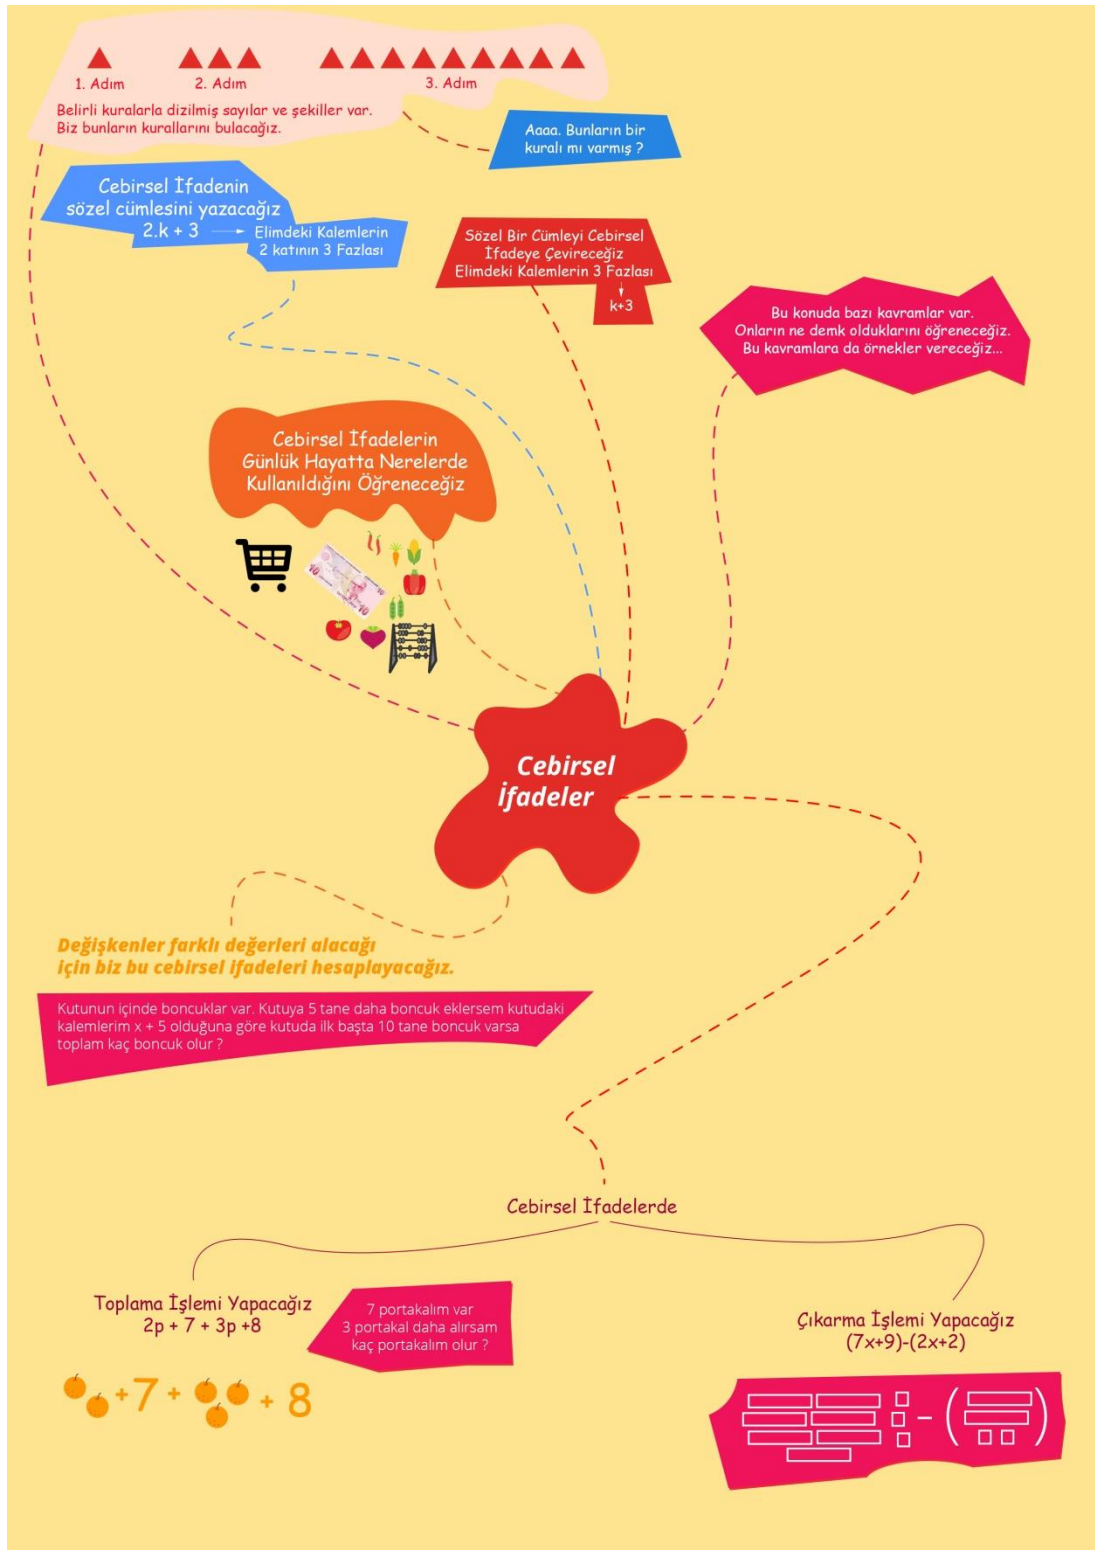 1. Adım
2. Adım
3. Adım
Belirli kuralarla dizilmiş sayılar ve şekiller var.
Biz bunların kurallarını bulacağız.
Aaaa. Bunların bir
kuralı mı varmış ?
Cebirsel İfadenin
sözel cümlesini yazacağız
2.k + 3
Elimdeki Kalemlerin
2 katının 3 Fazlası
Sözel Bir Cümleyi Cebirsel
İfadeye Çevireceğiz
Elimdeki Kalemlerin 3 Fazlası
k+3
Bu konuda bazı kavramlar var.
Onların ne demk olduklarını öğreneceğiz.
Bu kavramlara da örnekler vereceğiz...
Cebirsel İfadelerin
Günlük Hayatta Nerelerde
Kullanıldığını Öğreneceğiz
10
10
Cebirsel
İfadeler
Değişkenler farklı değerleri alacağı
için biz bu cebirsel ifadeleri hesaplayacağız.
Kutunun içinde boncuklar var. Kutuya 5 tane daha boncuk eklersem kutudaki
kalemlerim x + 5 olduğuna göre kutuda ilk başta 10 tane boncuk varsa
toplam kaç boncuk olur ?
Cebirsel İfadelerde
Toplama İşlemi Yapacağız
2p + 7 + 3p +8
7 portakalım var
3 portakal daha alırsam
kaç portakalım olur ?
+7 + + 8
Çıkarma İşlemi Yapacağız
(7x+9)-(2x+2)
- ( )